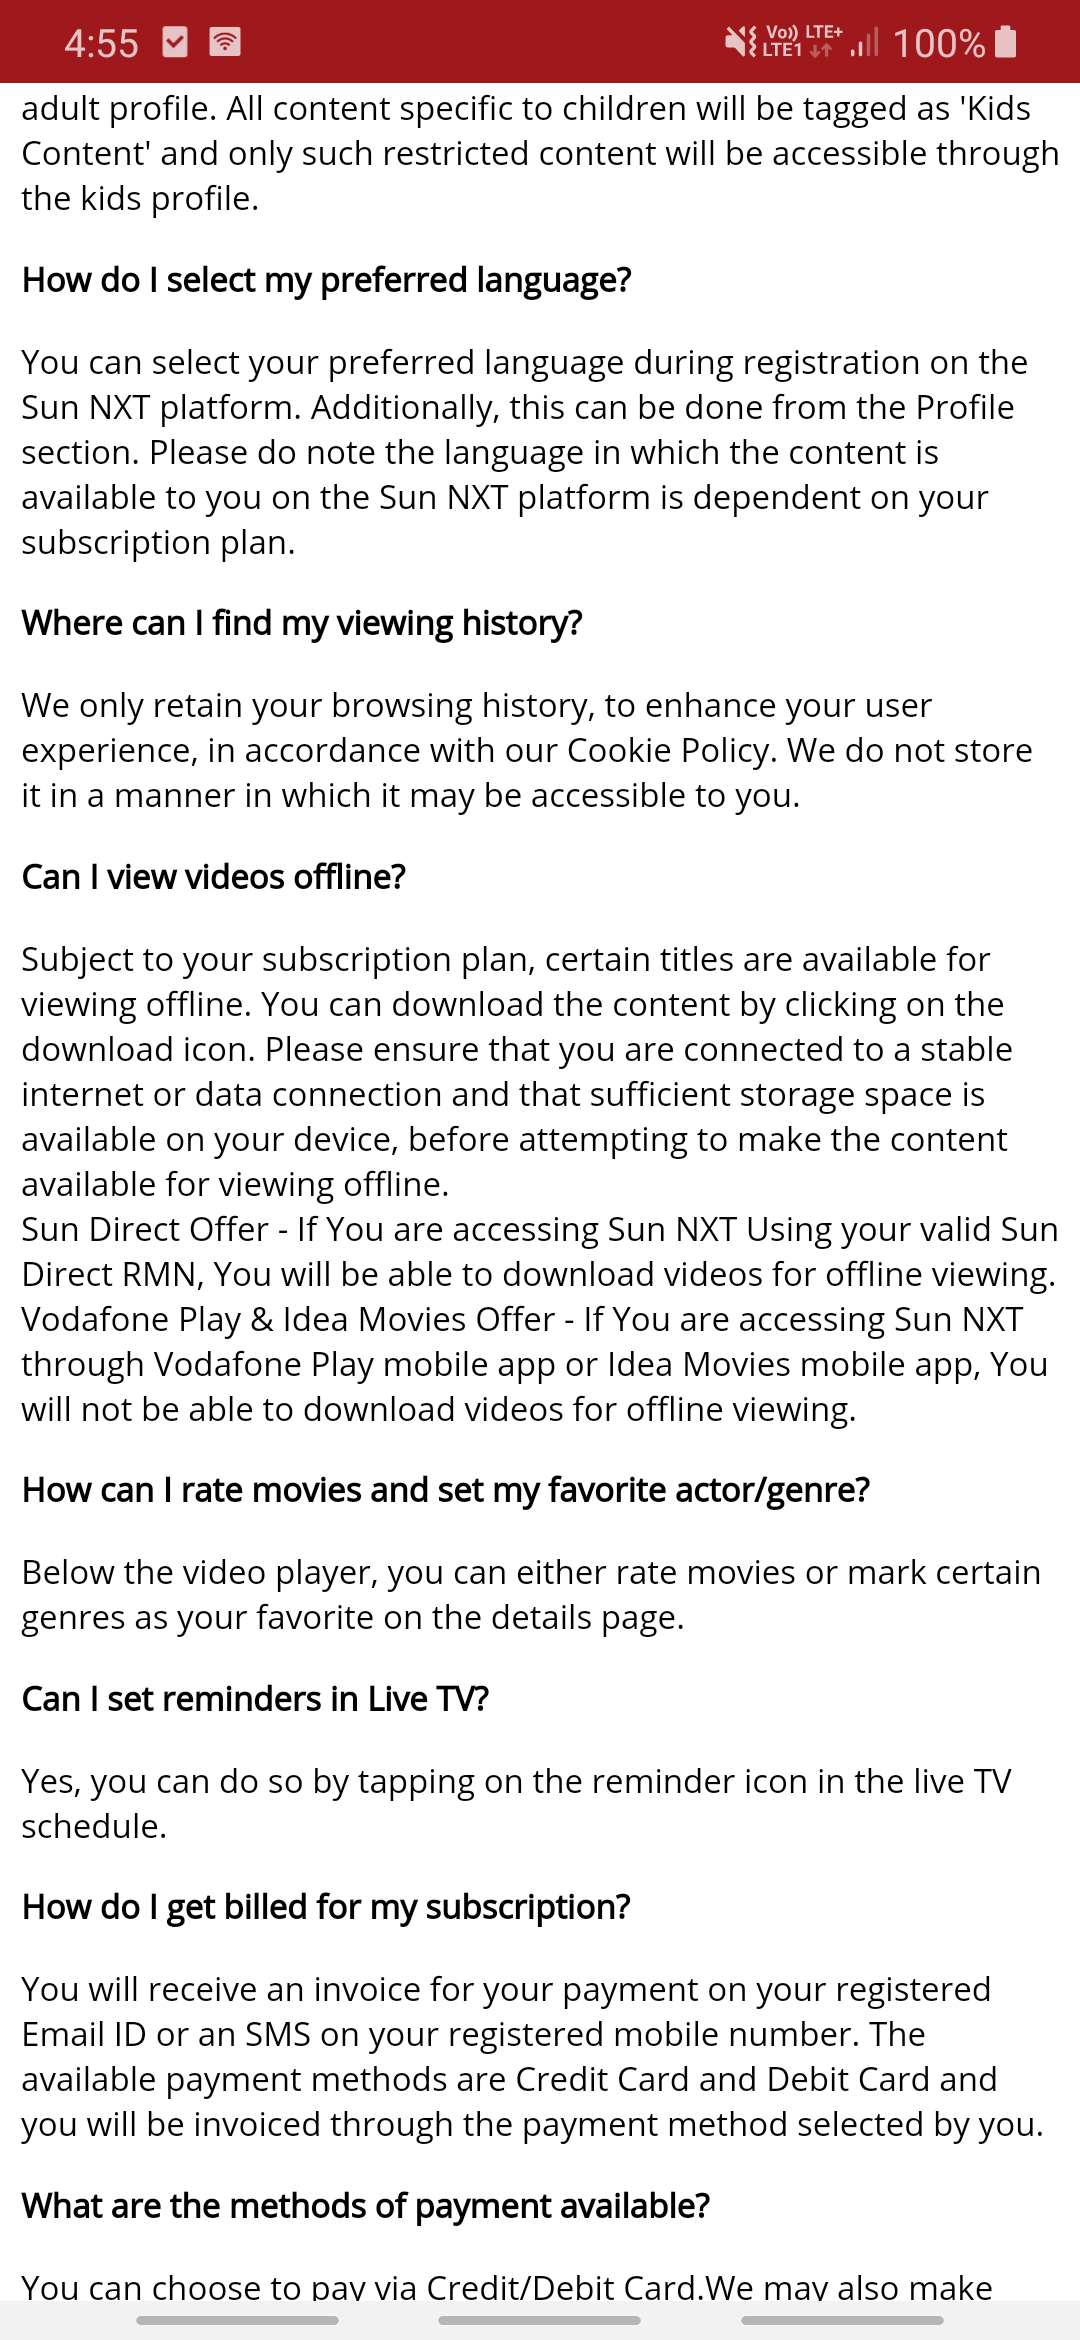 4:55
Vo)) LTE+
LTE1
100%
adult profile. All content specific to children will be tagged as 'Kids
Content' and only such restricted content will be accessible through
the kids profile.
How do I select my preferred language?
You can select your preferred language during registration on the
Sun NXT platform. Additionally, this can be done from the Profile
section. Please do note the language in which the content is
available to you on the Sun NXT platform is dependent on your
subscription plan.
Where can I find my viewing history?
We only retain your browsing history, to enhance your user
experience, in accordance with our Cookie Policy. We do not store
it in a manner in which it may be accessible to you.
Can I view videos offline?
Subject to your subscription plan, certain titles are available for
viewing offline. You can download the content by clicking on the
download icon. Please ensure that you are connected to a stable
internet or data connection and that sufficient storage space is
available on your device, before attempting to make the content
available for viewing offline.
Sun Direct Offer - If You are accessing Sun NXT Using your valid Sun
Direct RMN, You will be able to download videos for offline viewing.
Vodafone Play & Idea Movies Offer - If You are accessing Sun NXT
through Vodafone Play mobile app or Idea Movies mobile app, You
will not be able to download videos for offline viewing.
How can I rate movies and set my favorite actor/genre?
Below the video player, you can either rate movies or mark certain
genres as your favorite on the details page.
Can I set reminders in Live TV?
Yes, you can do so by tapping on the reminder icon in the live TV
schedule.
How do I get billed for my subscription?
You will receive an invoice for your payment on your registered
Email ID or an SMS on your registered mobile number. The
available payment methods are Credit Card and Debit Card and
you will be invoiced through the payment method selected by you.
What are the methods of payment available?
You can choose to pay via Credit/Debit Card.We may also make